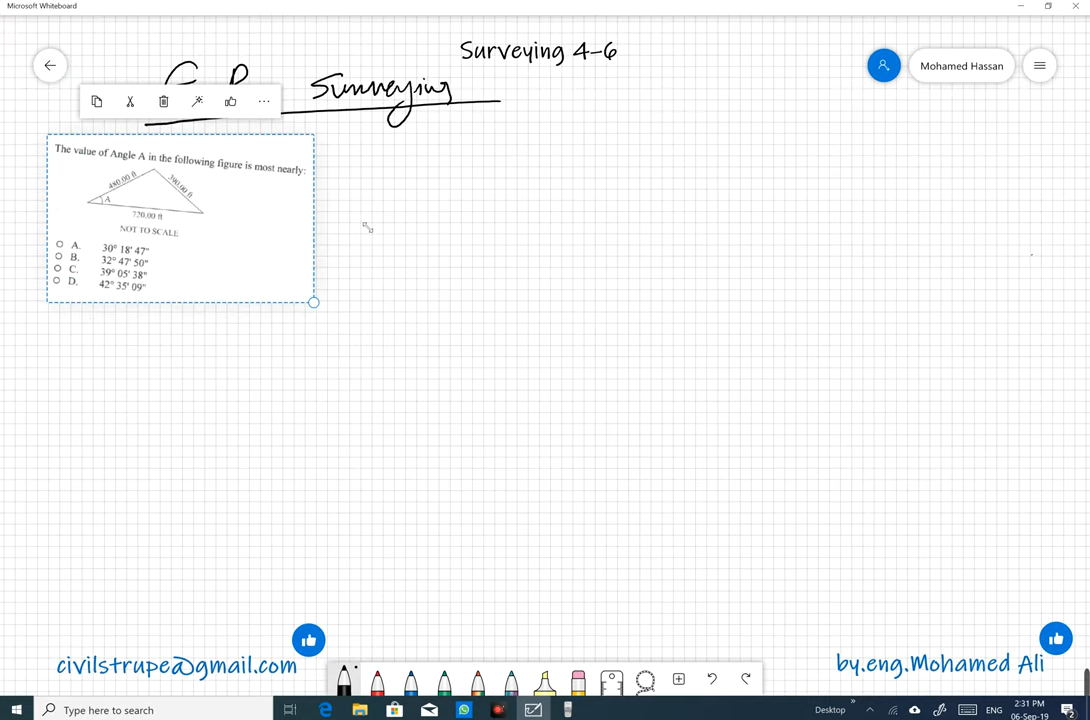 Microsoft Whiteboard
Surveying 4-6
Mohamed Hassan
Surveying
The value of Angle A in the following figure is most nearly:
480.00 ft
390.00 ft
A
720.00 ft
NOT TO SCALE
A. 30° 18' 47"
B. 32° 47' 50"
C. 39° 05' 38"
D. 42° 35' 09"
civilstrupe@gmail.com
by.eng.Mohamed Ali
Type here to search
Desktop
ENG
2:31 PM
06-Sep-19
2